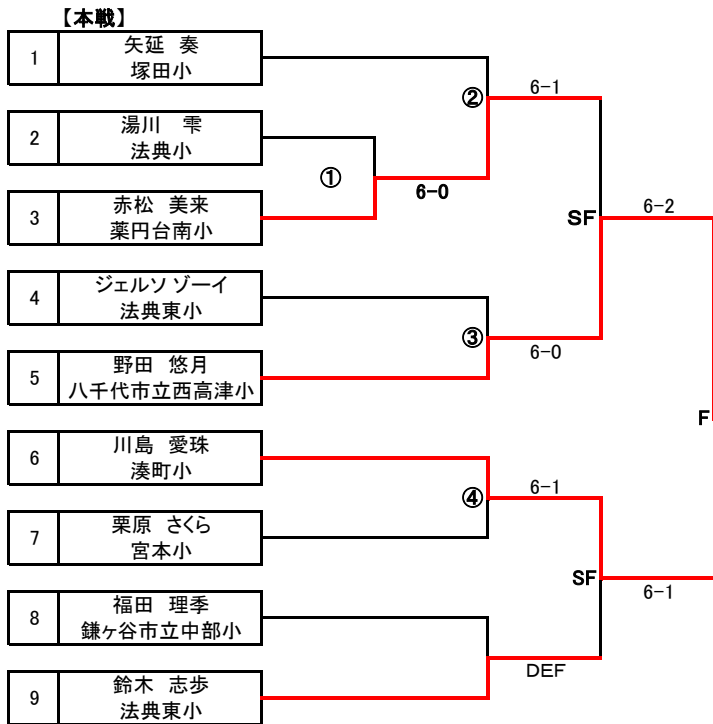 【本戦】
1
矢延 奏
塚田小
2
湯川 雫
法典小
3
赤松 美来
薬円台南小
4
ジェルソ ゾーイ
法典東小
5
野田 悠月
八千代市立西高津小
6
川島 愛珠
湊町小
7
栗原 さくら
宮本小
8
福田 理季
鎌ヶ谷市立中部小
9
鈴木 志歩
法典東小
①
6-0
②
6-1
③
6-0
④
6-1
DEF
SF
6-2
SF
6-1
F